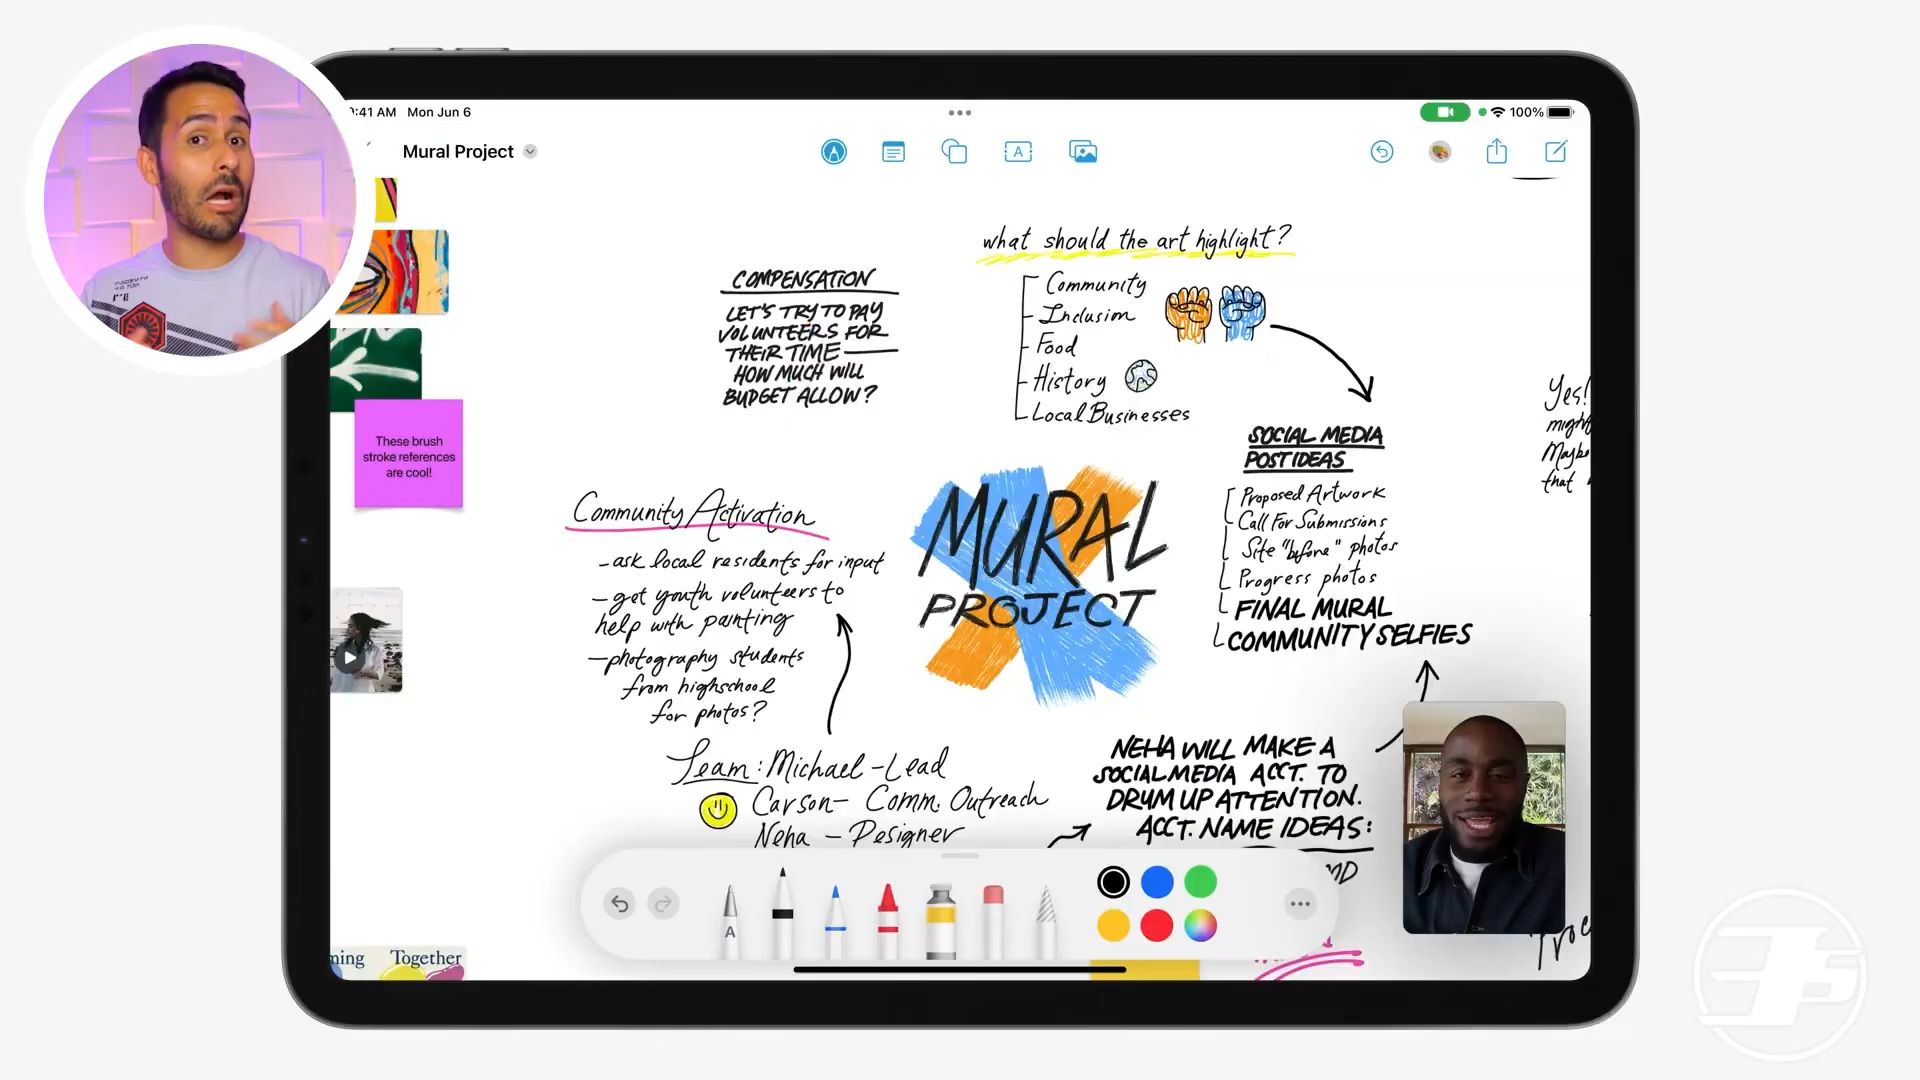 :41 AM Mon Jun 6
100%
Mural Project
A
what should the art highlight?
Community
Inclusion
Food
History
Local Businesses
COMPENSATION
LET'S TRY TO PAY
VOLUNTEERS FOR
THEIR TIME —
HOW MUCH WILL
BUDGET ALLOW?
These brush
stroke references
are cool!
SOCIAL MEDIA
POST IDEAS
Proposed Artwork
Call For Submissions
Site "before" photos
Progress photos
FINAL MURAL
COMMUNITY SELFIES
Yes!
might
Maybe
that
Community Activation
- ask local residents for input
- get youth volunteers to
help with painting
- photography students
from highschool
for photos?
MURAL
PROJECT
Team: Michael - Lead
Carson - Comm. Outreach
Neha - Designer
NEHA WILL MAKE A
SOCIAL MEDIA ACCT. TO
DRUM UP ATTENTION.
ACCT. NAME IDEAS:
A
ning Together